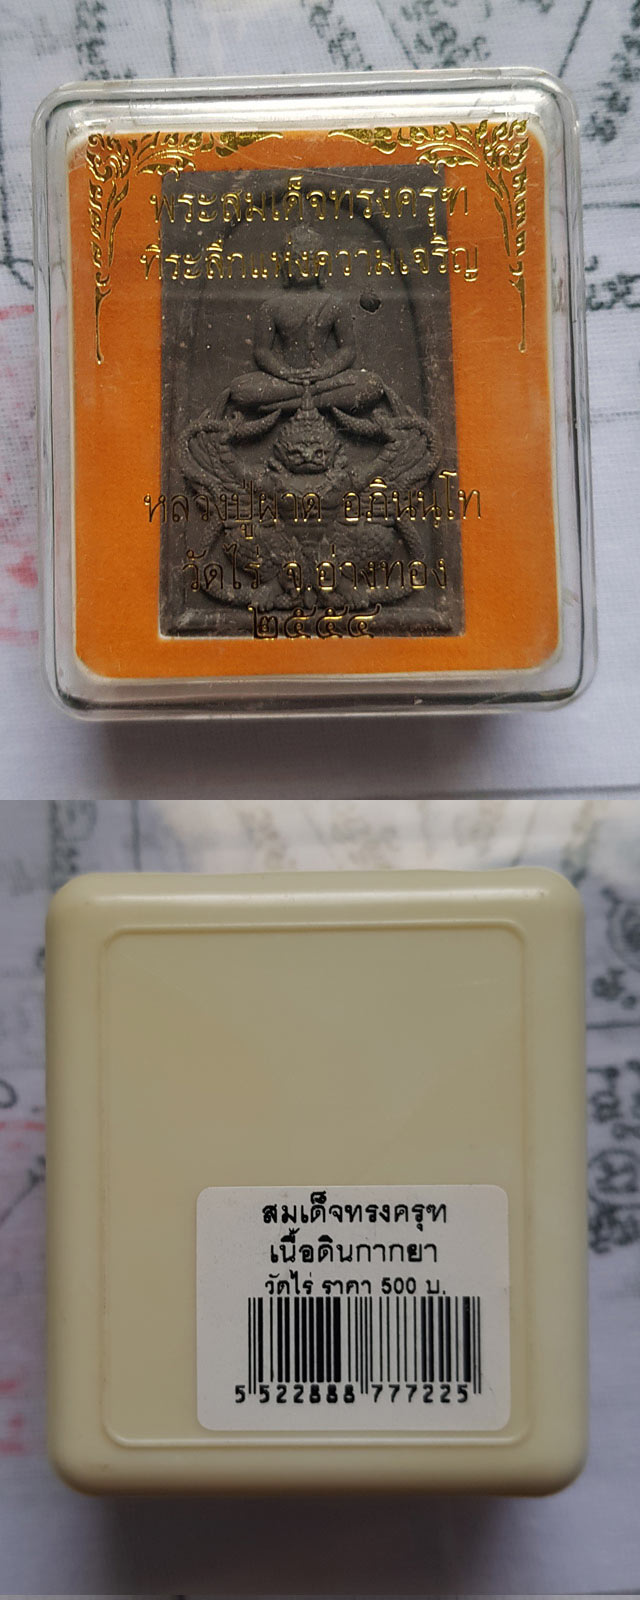 พระสมเด็จทรงครุฑ
ที่ระลึกแห่งความเจริญ
หลวงปู่ผาด อภินนฺโท
วัดไร่ จ.อ่างทอง
๒๕๕๔
สมเด็จทรงครุฑ
เนื้อดินกากยา
วัดไร่ ราคา 500 บ.
5 522888 777225